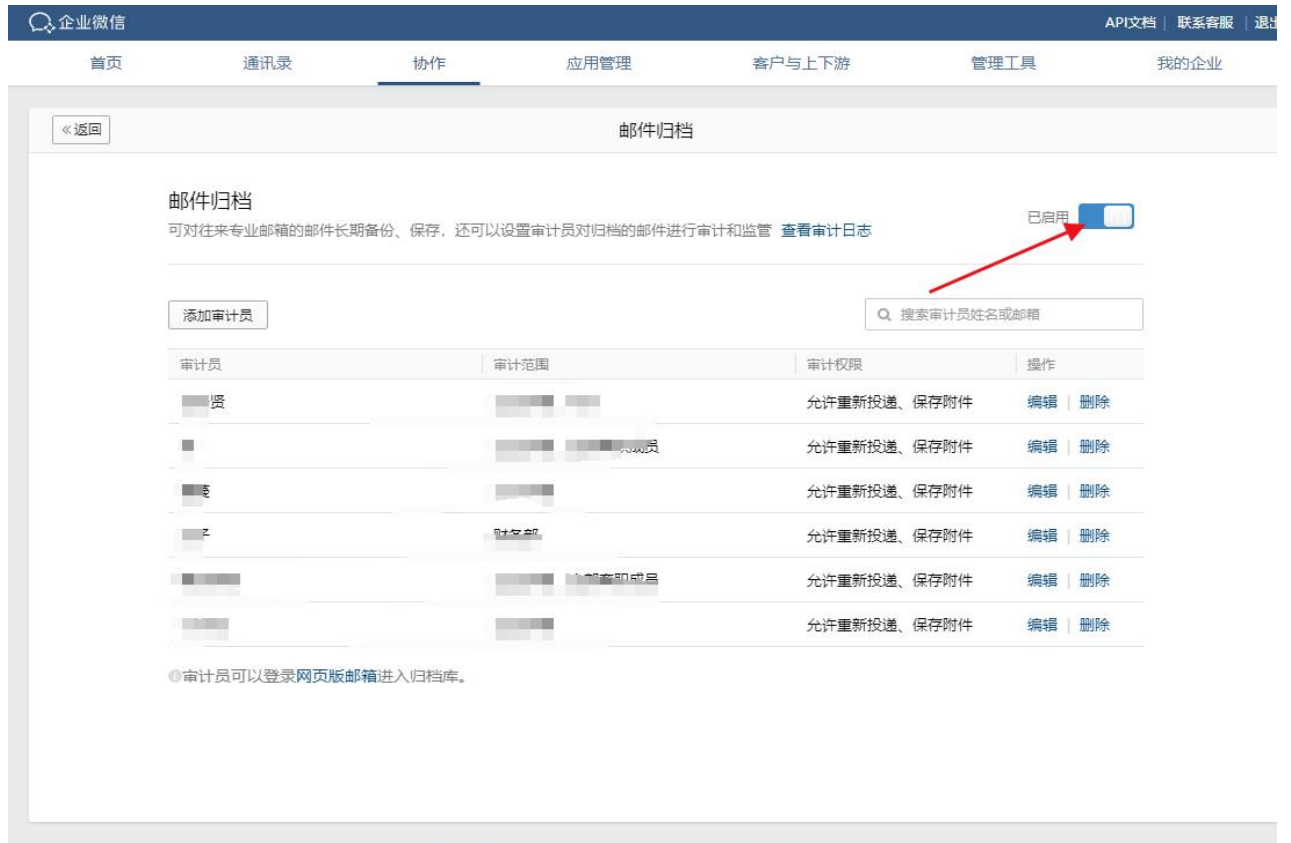 企业微信
API文档 | 联系客服 | 退出
首页 通讯录 协作 应用管理 客户与上下游 管理工具 我的企业
«返回 邮件归档
邮件归档
已启用
可对往来专业邮箱的邮件长期备份、保存，还可以设置审计员对归档的邮件进行审计和监管 查看审计日志
添加审计员 搜索审计员姓名或邮箱
审计员 审计范围 审计权限 操作
贤 允许重新投递、保存附件 编辑 | 删除
成员 允许重新投递、保存附件 编辑 | 删除
允许重新投递、保存附件 编辑 | 删除
财务部 允许重新投递、保存附件 编辑 | 删除
成员 允许重新投递、保存附件 编辑 | 删除
允许重新投递、保存附件 编辑 | 删除
审计员可以登录网页版邮箱进入归档库。